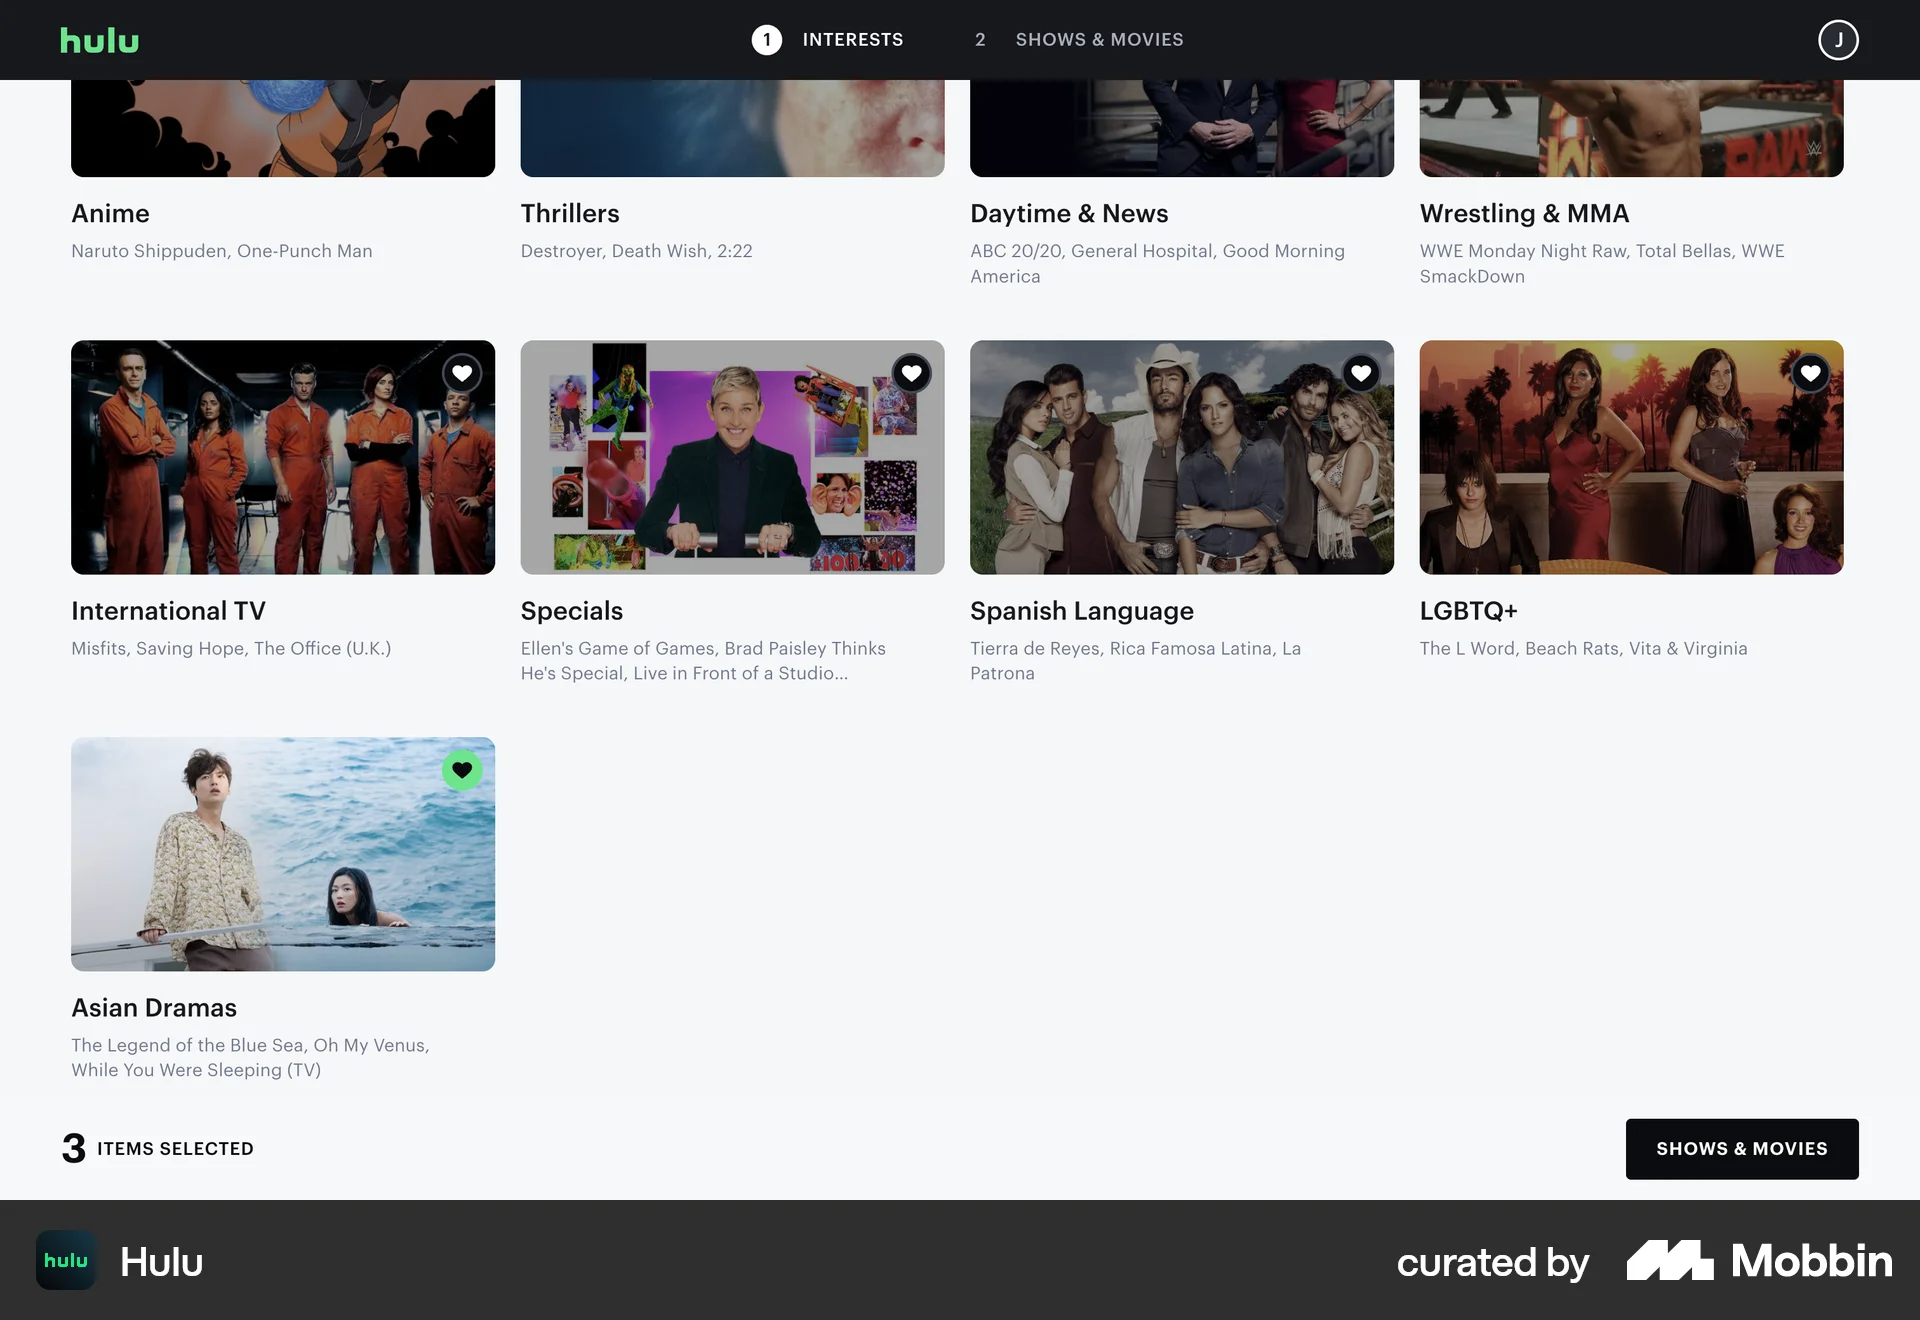 hulu
1 INTERESTS
2 SHOWS & MOVIES
J
RAW
Anime
Naruto Shippuden, One-Punch Man
Thrillers
Destroyer, Death Wish, 2:22
Daytime & News
ABC 20/20, General Hospital, Good Morning
America
Wrestling & MMA
WWE Monday Night Raw, Total Bellas, WWE
SmackDown
International TV
Misfits, Saving Hope, The Office (U.K.)
Specials
Ellen's Game of Games, Brad Paisley Thinks
He's Special, Live in Front of a Studio...
Spanish Language
Tierra de Reyes, Rica Famosa Latina, La
Patrona
LGBTQ+
The L Word, Beach Rats, Vita & Virginia
Asian Dramas
The Legend of the Blue Sea, Oh My Venus,
While You Were Sleeping (TV)
3 ITEMS SELECTED
SHOWS & MOVIES
hulu
Hulu
curated by
Mobbin